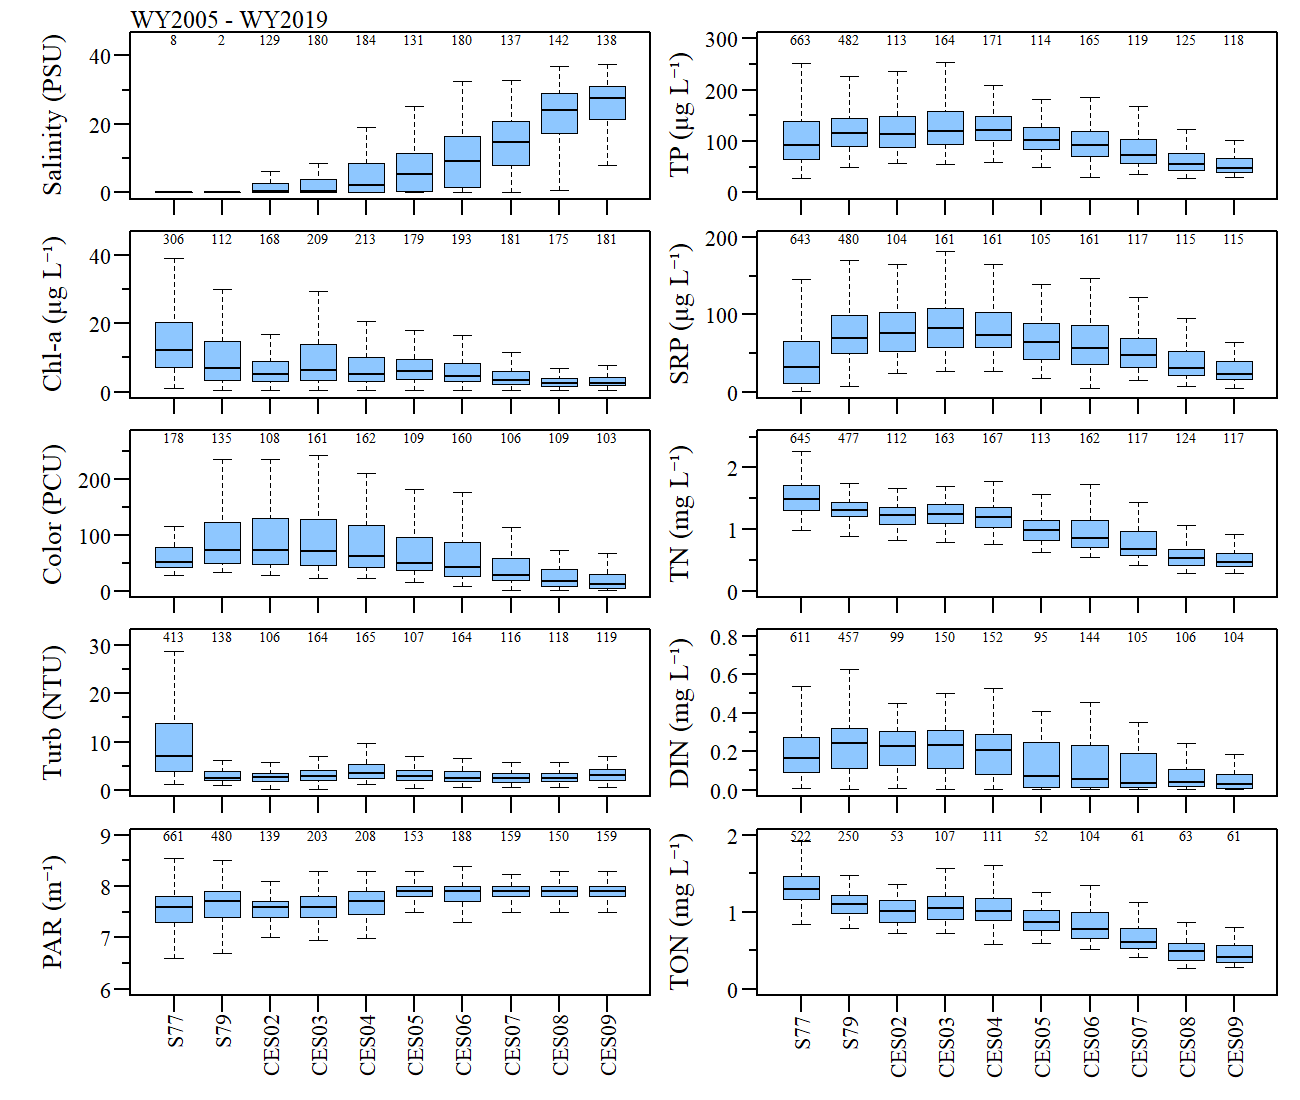 WY2005 - WY2019
Salinity (PSU)
40
20
0
8 2 129 180 184 131 180 137 142 138
TP (µg L⁻¹)
300
200
100
0
663 482 113 164 171 114 165 119 125 118
Chl-a (µg L⁻¹)
40
20
0
306 112 168 209 213 179 193 181 175 181
SRP (µg L⁻¹)
200
100
0
643 480 104 161 161 105 161 117 115 115
Color (PCU)
200
100
0
178 135 108 161 162 109 160 106 109 103
TN (mg L⁻¹)
2
1
0
645 477 112 163 167 113 162 117 124 117
Turb (NTU)
30
20
10
0
413 138 106 164 165 107 164 116 118 119
DIN (mg L⁻¹)
0.8
0.6
0.4
0.2
0.0
611 457 99 150 152 95 144 105 106 104
PAR (m⁻¹)
9
8
7
6
661 480 139 203 208 153 188 159 150 159
TON (mg L⁻¹)
2
1
0
522 250 53 107 111 52 104 61 63 61
S77 S79 CES02 CES03 CES04 CES05 CES06 CES07 CES08 CES09
S77 S79 CES02 CES03 CES04 CES05 CES06 CES07 CES08 CES09